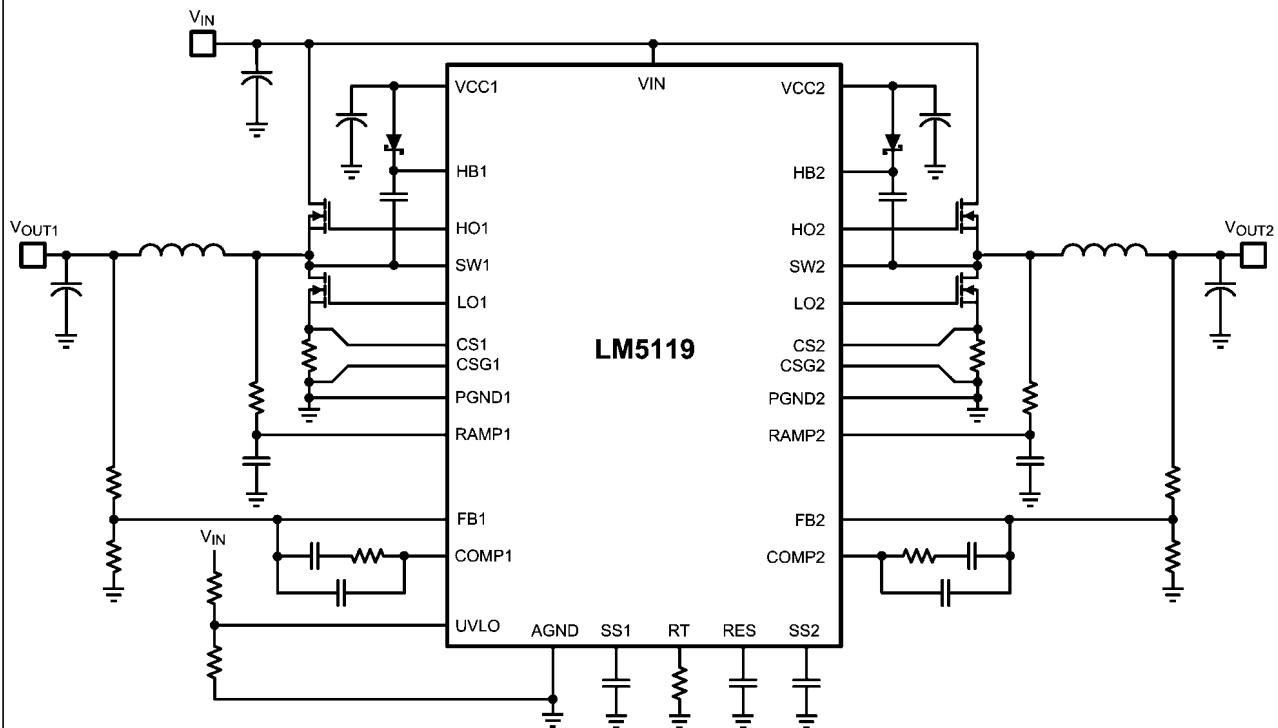 VIN
VCC1
VIN
VCC2
HB1
HB2
HO1
HO2
VOUT1
VOUT2
SW1
SW2
LO1
LO2
LM5119
CS1
CS2
CSG1
CSG2
PGND1
PGND2
RAMP1
RAMP2
FB1
FB2
VIN
COMP1
COMP2
UVLO
AGND
SS1
RT
RES
SS2